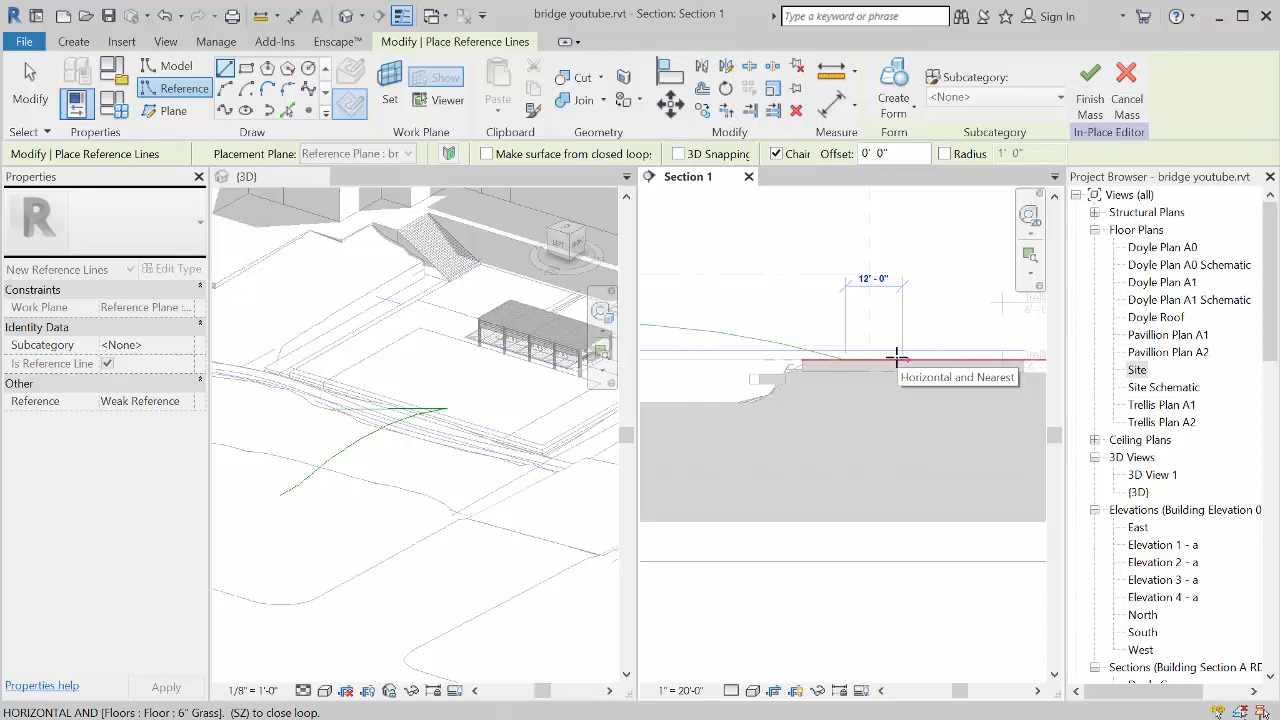 bridge youtube.rvt - Section: Section 1
Type a keyword or phrase
Sign In
File Create Insert View Manage Add-Ins Enscape™ Modify | Place Reference Lines
Modify
Select
Properties
Model
Reference
Plane
Draw
Set
Show
Viewer
Work Plane
Paste
Clipboard
Cut
Join
Geometry
Modify
Measure
Create
Form
Form
Subcategory:
<None>
Subcategory
Finish
Mass
Cancel
Mass
In-Place Editor
Modify | Place Reference Lines Placement Plane: Reference Plane : br Make surface from closed loops 3D Snapping Chain Offset: 0' 0" Radius 1' 0"
Properties
R
New Reference Lines
Edit Type
Constraints
Work Plane Reference Plane : ...
Identity Data
Subcategory <None>
Is Reference Line
Other
Reference Weak Reference
Properties help
Apply
{3D}
LEFT
1/8" = 1'-0"
Section 1
12' - 0"
Trelli
6' -
Horizontal and Nearest
1" = 20'-0"
Project Browser - bridge youtube.rvt
Views (all)
Structural Plans
Floor Plans
Doyle Plan A0
Doyle Plan A0 Schematic
Doyle Plan A1
Doyle Plan A1 Schematic
Doyle Roof
Pavillion Plan A1
Pavillion Plan A2
Site
Site Schematic
Trellis Plan A1
Trellis Plan A2
Ceiling Plans
3D Views
3D View 1
{3D}
Elevations (Building Elevation 0
East
Elevation 1 - a
Elevation 2 - a
Elevation 3 - a
Elevation 4 - a
North
South
West
Sections (Building Section A RD
HORIZONTAL AND [Floors : Floor : 6" Grass]. (SZ) to close loop.